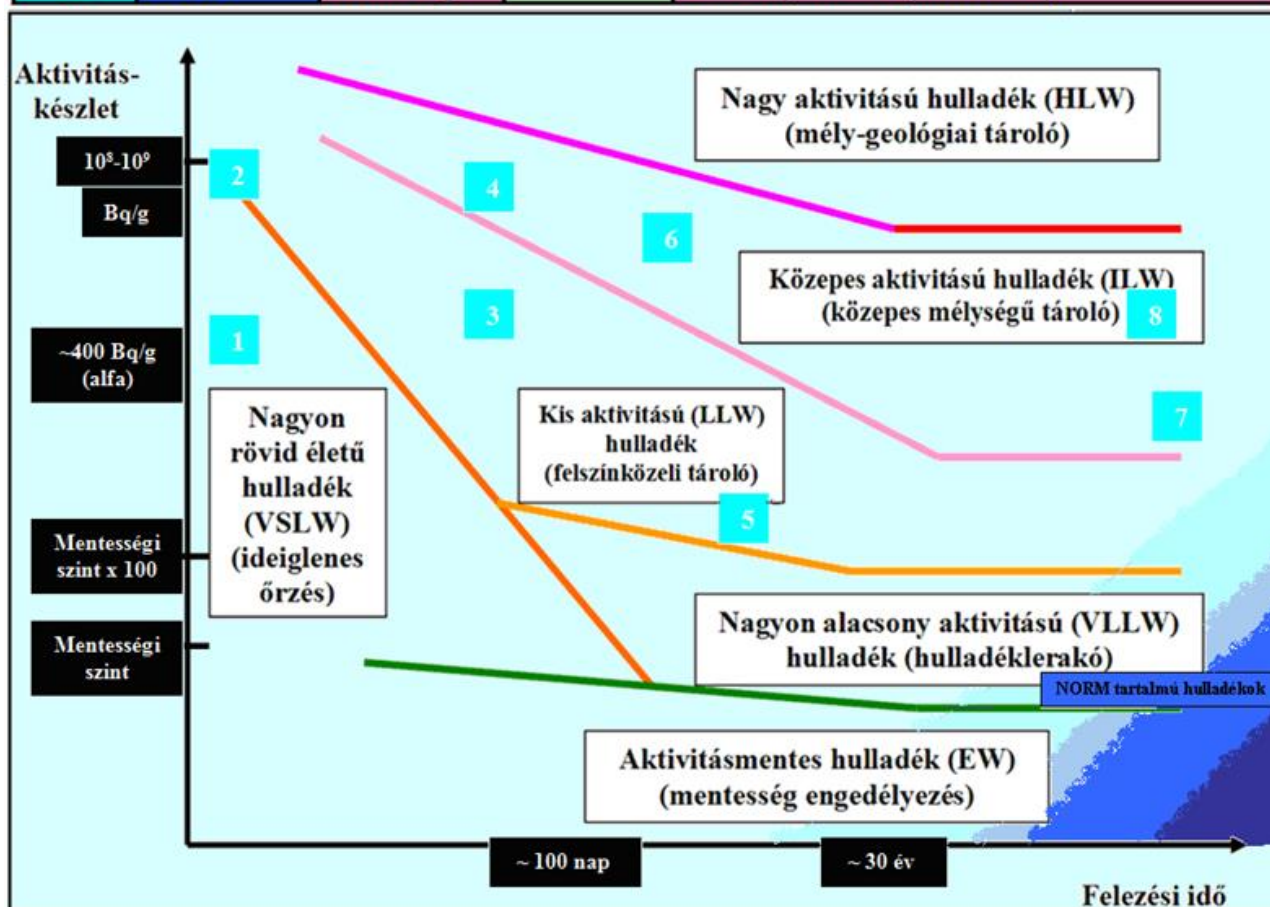 Aktivitás-
készlet
10⁸-10⁹
Bq/g
~400 Bq/g
(alfa)
Mentességi
szint x 100
Mentességi
szint
Nagy aktivitású hulladék (HLW)
(mély-geológiai tároló)
2
4
6
Közepes aktivitású hulladék (ILW)
(közepes mélységű tároló)
8
1
3
7
Nagyon
rövid életű
hulladék
(VSLW)
(ideiglenes
őrzés)
Kis aktivitású (LLW)
hulladék
(felszínközeli tároló)
5
Nagyon alacsony aktivitású (VLLW)
hulladék (hulladéklerakó)
NORM tartalmú hulladékok
Aktivitásmentes hulladék (EW)
(mentesség engedélyezés)
~ 100 nap
~ 30 év
Felezési idő